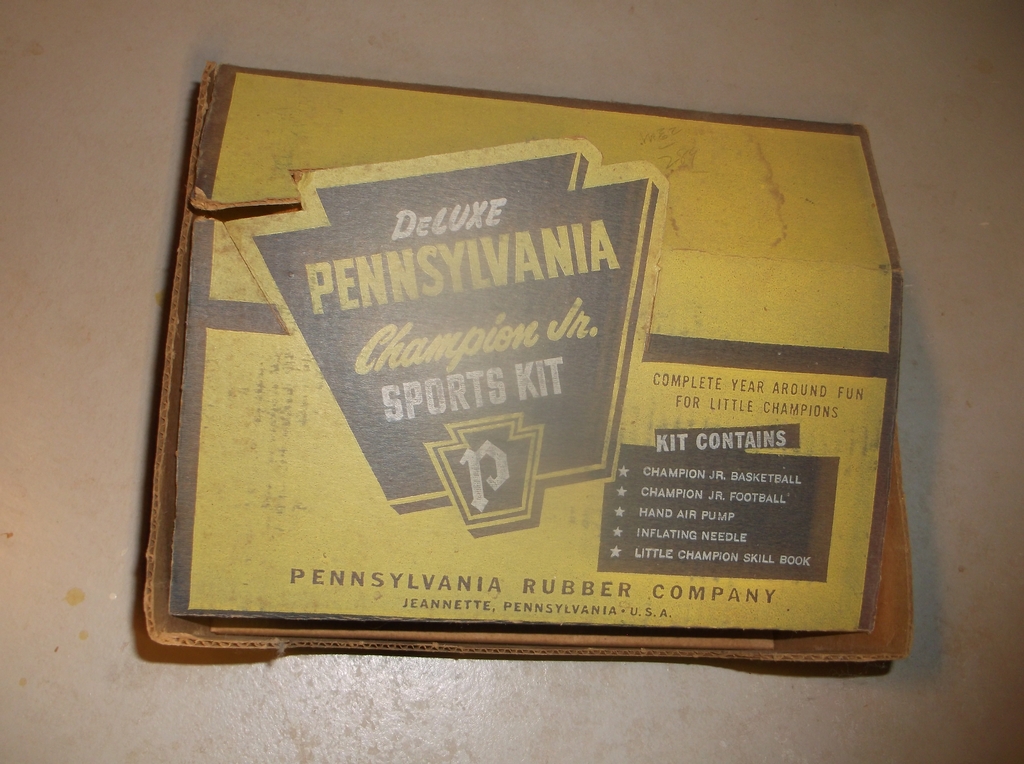 DELUXE
PENNSYLVANIA
Champion Jr.
SPORTS KIT
P
COMPLETE YEAR AROUND FUN
FOR LITTLE CHAMPIONS
KIT CONTAINS
★ CHAMPION JR. BASKETBALL
★ CHAMPION JR. FOOTBALL
★ HAND AIR PUMP
★ INFLATING NEEDLE
★ LITTLE CHAMPION SKILL BOOK
PENNSYLVANIA RUBBER COMPANY
JEANNETTE, PENNSYLVANIA • U.S.A.